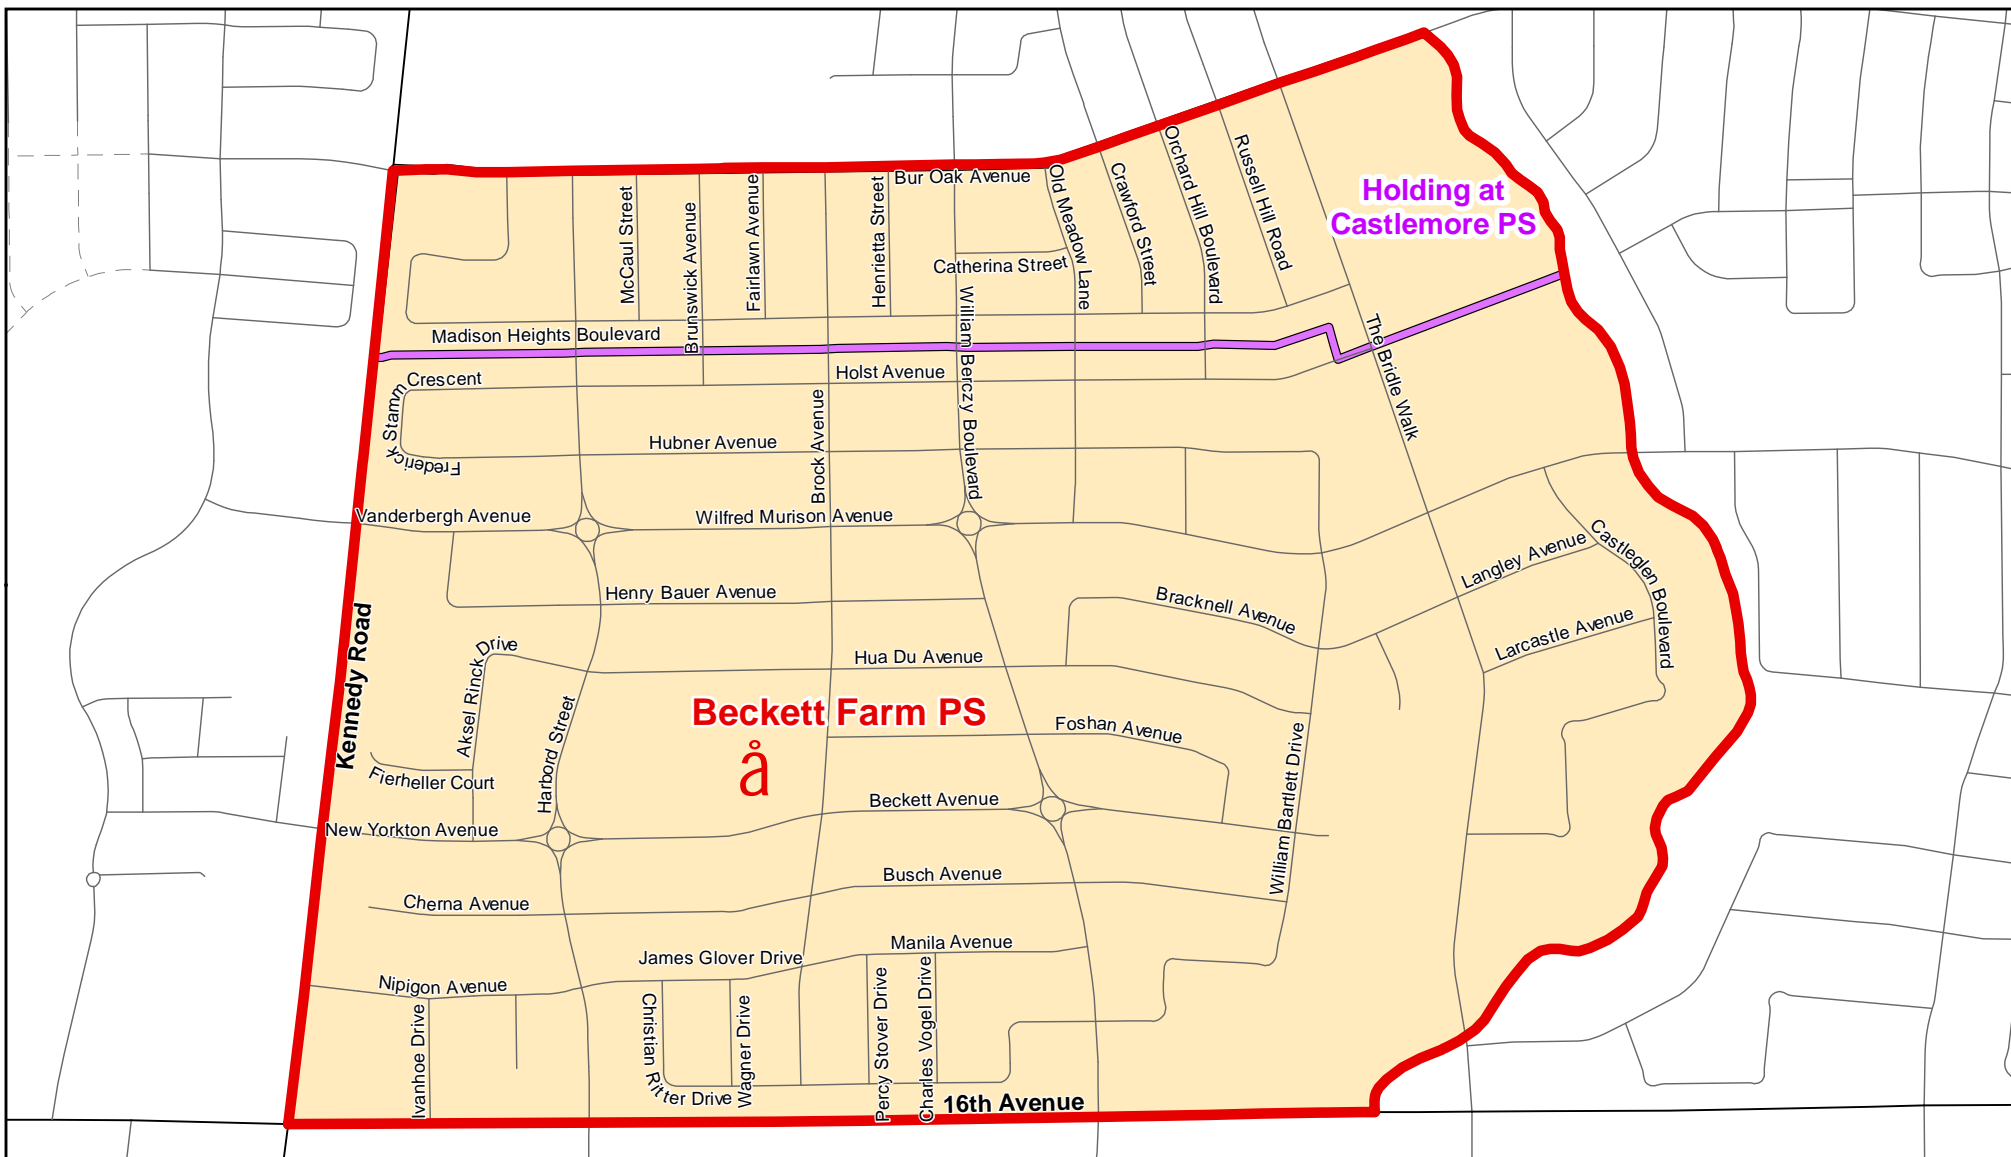 Bur Oak Avenue
Old Meadow Lane
Crawford Street
Orchard Hill Boulevard
Russell Hill Road
Holding at
Castlemore PS
McCaul Street
Brunswick Avenue
Fairlawn Avenue
Henrietta Street
Catherina Street
William Berczy Boulevard
Madison Heights Boulevard
The Bridle Walk
Holst Avenue
Frederick Stamm Crescent
Brock Avenue
Hubner Avenue
Vanderbergh Avenue
Wilfred Murison Avenue
Langley Avenue
Castleglen Boulevard
Henry Bauer Avenue
Bracknell Avenue
Larcastle Avenue
Kennedy Road
Aksel Rinck Drive
Hua Du Avenue
Beckett Farm PS
å
Foshan Avenue
Harbord Street
William Bartlett Drive
Fierheller Court
Beckett Avenue
New Yorkton Avenue
Busch Avenue
Cherna Avenue
Manila Avenue
James Glover Drive
Nipigon Avenue
Ivanhoe Drive
Christian Ritter Drive
Wagner Drive
Percy Stover Drive
Charles Vogel Drive
16th Avenue